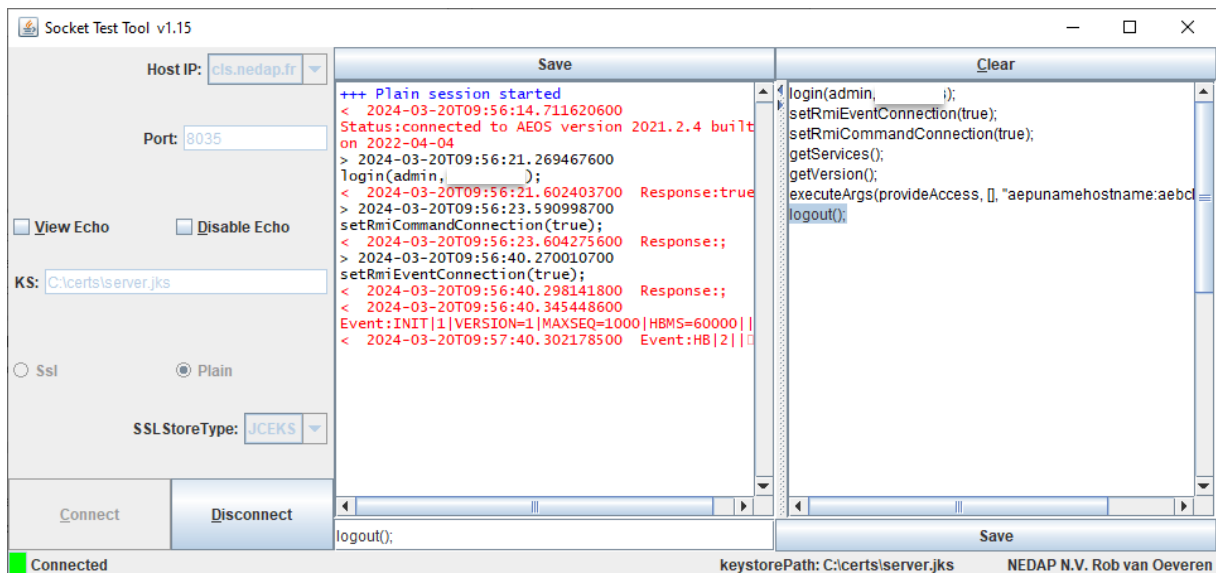 Socket Test Tool v1.15
Host IP: cis.nedap.fr
Port: 8035
View Echo
Disable Echo
KS: C:\certs\server.jks
Ssl
Plain
SSLStoreType: JCEKS
Connect
Disconnect
Save
+++ Plain session started
< 2024-03-20T09:56:14.711620600
Status:connected to AEOS version 2021.2.4 built
on 2022-04-04
> 2024-03-20T09:56:21.269467600
login(admin, );
< 2024-03-20T09:56:21.602403700 Response:true
> 2024-03-20T09:56:23.590998700
setRmiCommandConnection(true);
< 2024-03-20T09:56:23.604275600 Response:;
> 2024-03-20T09:56:40.270010700
setRmiEventConnection(true);
< 2024-03-20T09:56:40.298141800 Response:;
< 2024-03-20T09:56:40.345448600
Event:INIT|1|VERSION=1|MAXSEQ=1000|HBMS=60000||
< 2024-03-20T09:57:40.302178500 Event:HB|2||
logout();
Clear
login(admin, );
setRmiEventConnection(true);
setRmiCommandConnection(true);
getServices();
getVersion();
executeArgs(provideAccess, [], "aepunamehostname:aebc
logout();
Save
Connected
keystorePath: C:\certs\server.jks
NEDAP N.V. Rob van Oeveren